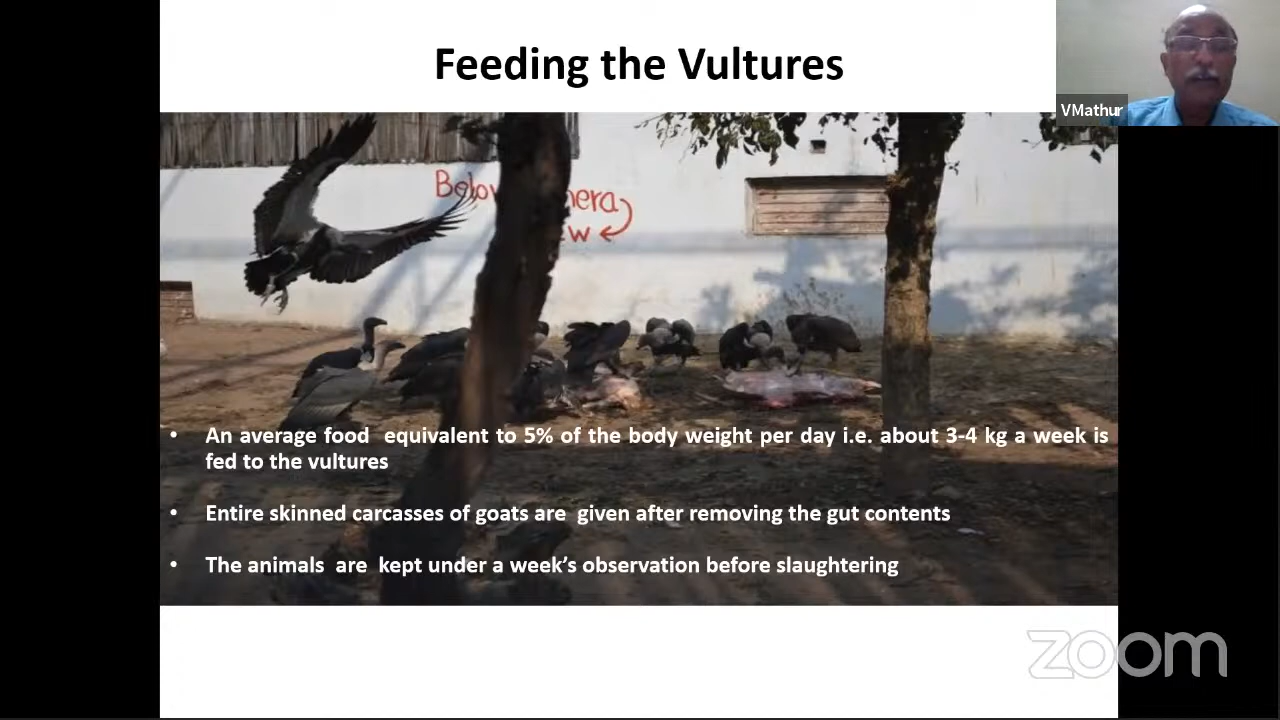 Feeding the Vultures
VMathur
• An average food equivalent to 5% of the body weight per day i.e. about 3-4 kg a week is
fed to the vultures
• Entire skinned carcasses of goats are given after removing the gut contents
• The animals are kept under a week's observation before slaughtering
zoom